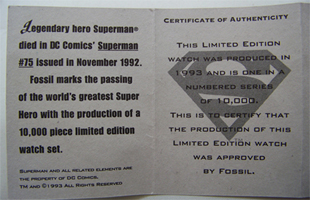 Legendary hero Superman®
died in DC Comics' Superman
#75 issued in November 1992.
Fossil marks the passing
of the world's greatest Super
Hero with the production of a
10,000 piece limited edition
watch set.
Superman and all related elements are
the property of DC Comics.
TM and ©1993 All Rights Reserved
Certificate of Authenticity
This Limited Edition
watch was produced in
1993 and is one in a
numbered series
of 10,000.
This is to certify that
the production of this
Limited Edition watch
was approved
by Fossil.